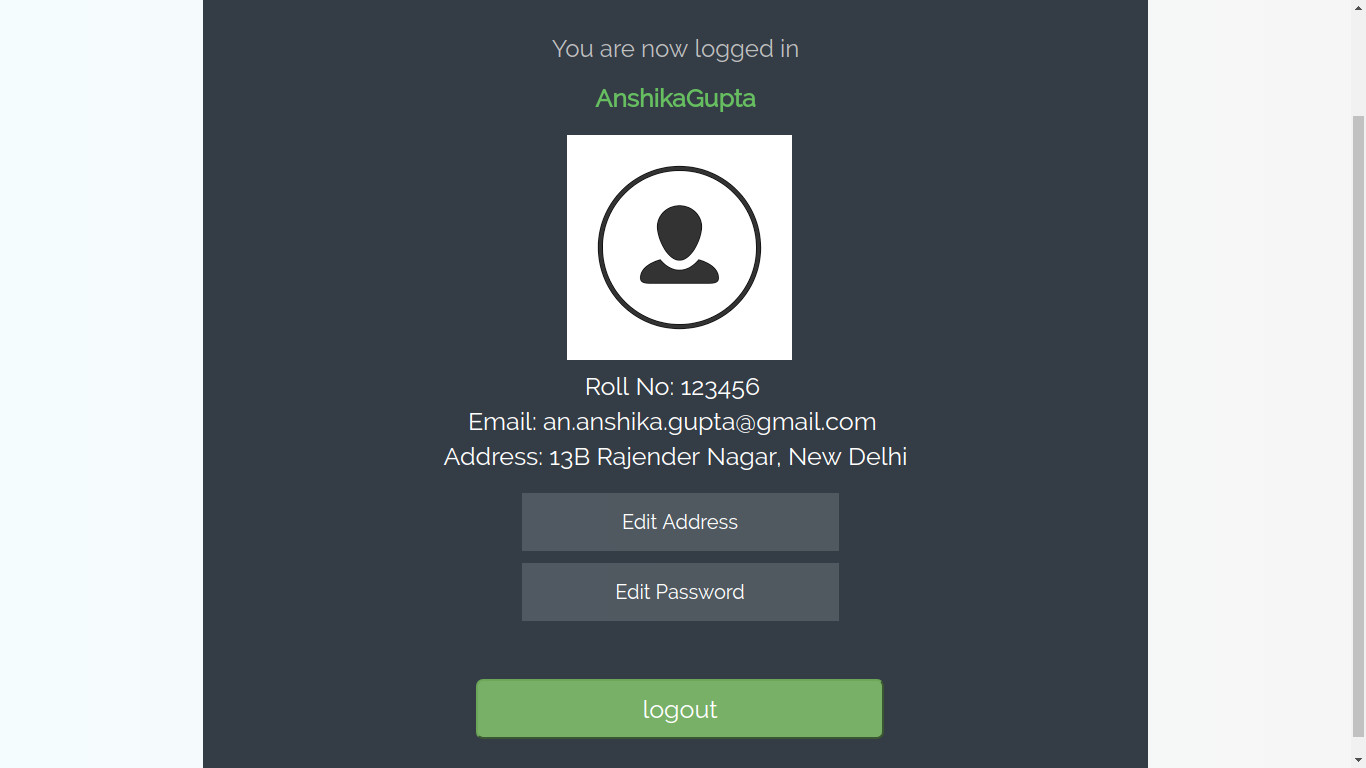 You are now logged in
AnshikaGupta
Roll No: 123456
Email: an.anshika.gupta@gmail.com
Address: 13B Rajender Nagar, New Delhi
Edit Address
Edit Password
logout